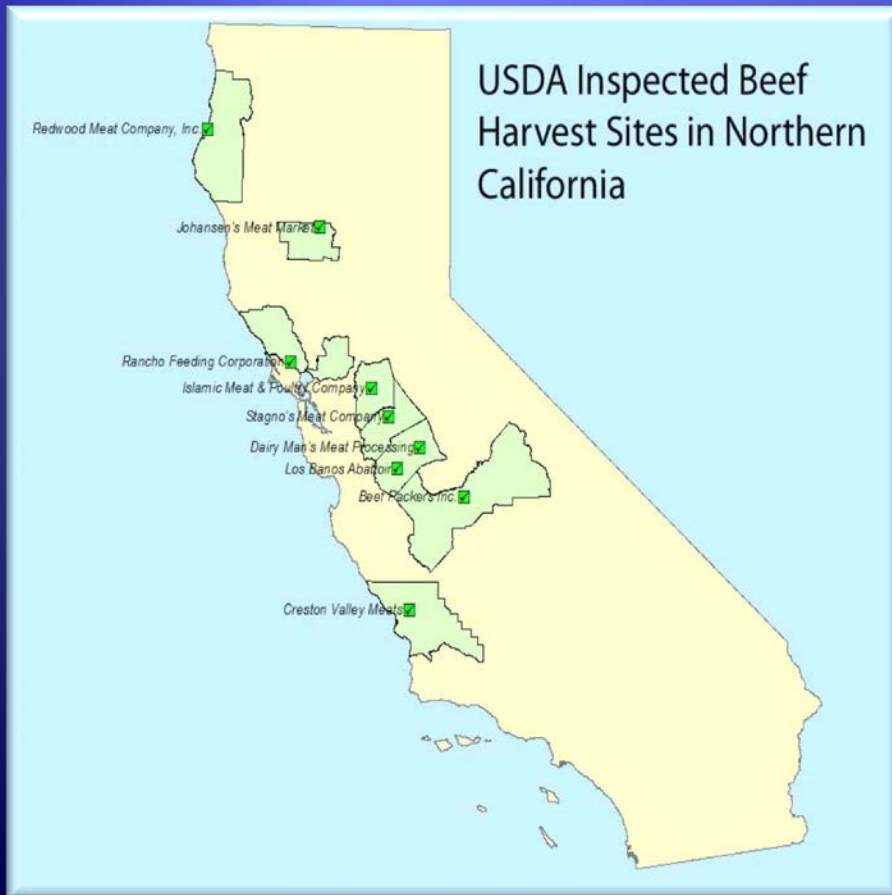 USDA Inspected Beef
Harvest Sites in Northern
California
Redwood Meat Company, Inc.
Johansen's Meat Market
Rancho Feeding Corporation
Islamic Meat & Poultry Company
Stagno's Meat Company
Dairy Man's Meat Processing
Los Banos Abattoir
Beef Packers Inc.
Creston Valley Meats